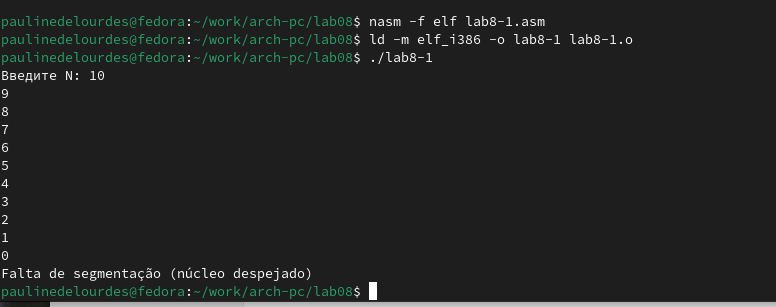 paulinedelourdes@fedora:~/work/arch-pc/lab08$ nasm -f elf lab8-1.asm
paulinedelourdes@fedora:~/work/arch-pc/lab08$ ld -m elf_i386 -o lab8-1 lab8-1.o
paulinedelourdes@fedora:~/work/arch-pc/lab08$ ./lab8-1
Введите N: 10
9
8
7
6
5
4
3
2
1
0
Falta de segmentação (núcleo despejado)
paulinedelourdes@fedora:~/work/arch-pc/lab08$